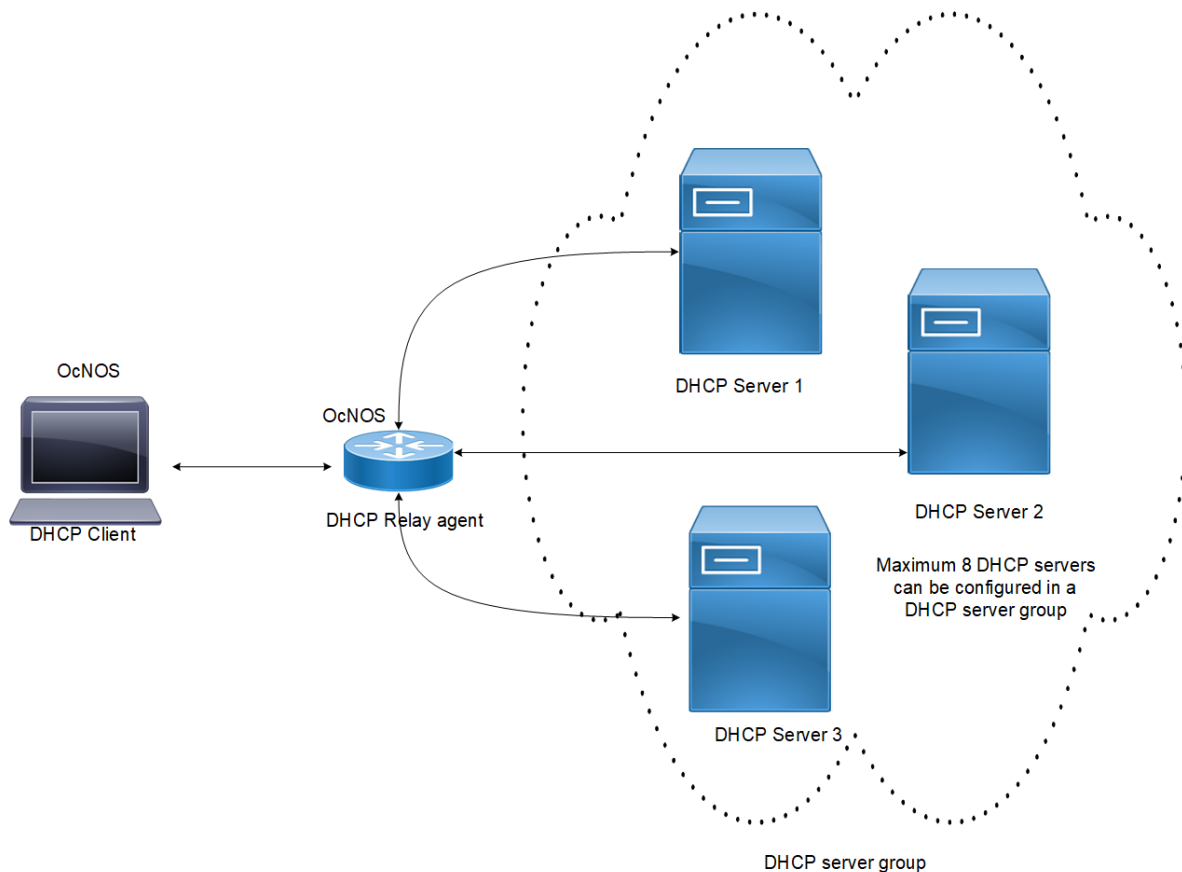 OcNOS
DHCP Client
OcNOS
DHCP Relay agent
DHCP Server 1
DHCP Server 2
Maximum 8 DHCP servers
can be configured in a
DHCP server group
DHCP Server 3
DHCP server group